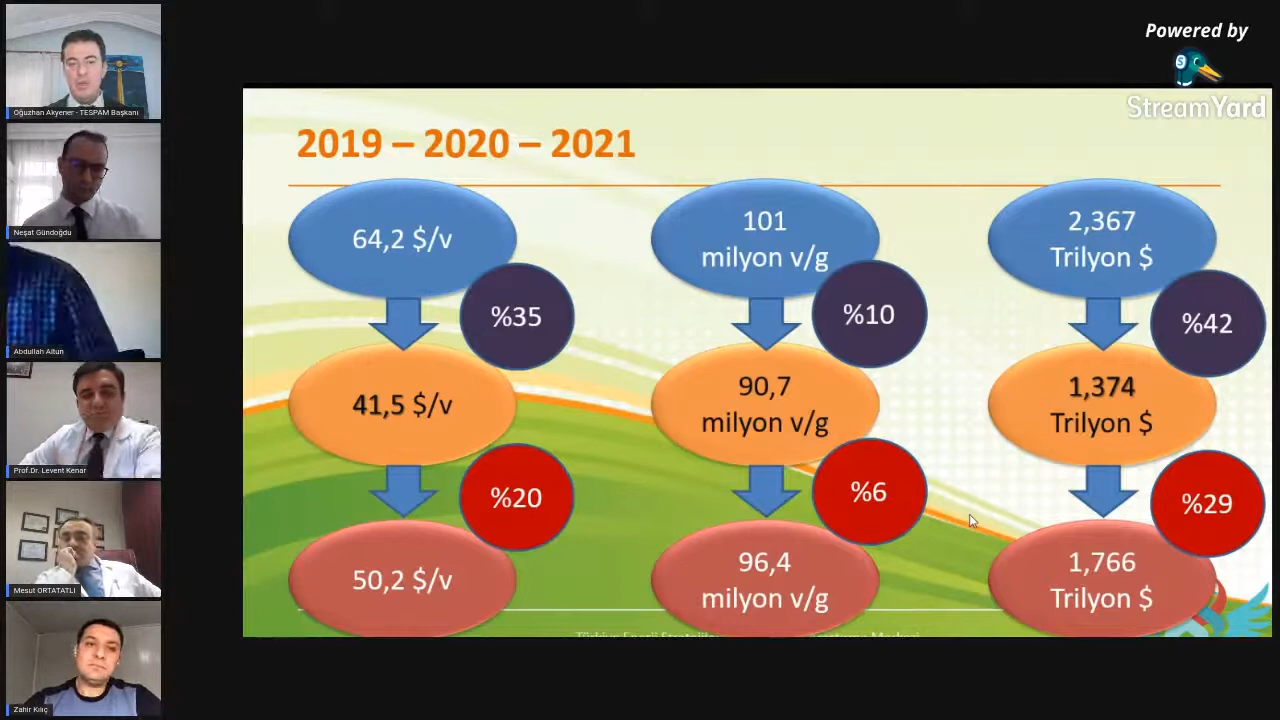 Powered by
StreamYard
Oğuzhan Akyener - TESPAM Başkanı
Neşat Gündoğdu
Abdullah Altun
Prof.Dr. Levent Kenar
Mesut ORTATATLI
Zahir Kılıç
2019 – 2020 – 2021
64,2 $/v
%35
41,5 $/v
%20
50,2 $/v
101
milyon v/g
%10
90,7
milyon v/g
%6
96,4
milyon v/g
2,367
Trilyon $
%42
1,374
Trilyon $
%29
1,766
Trilyon $
Türkiye Enerji